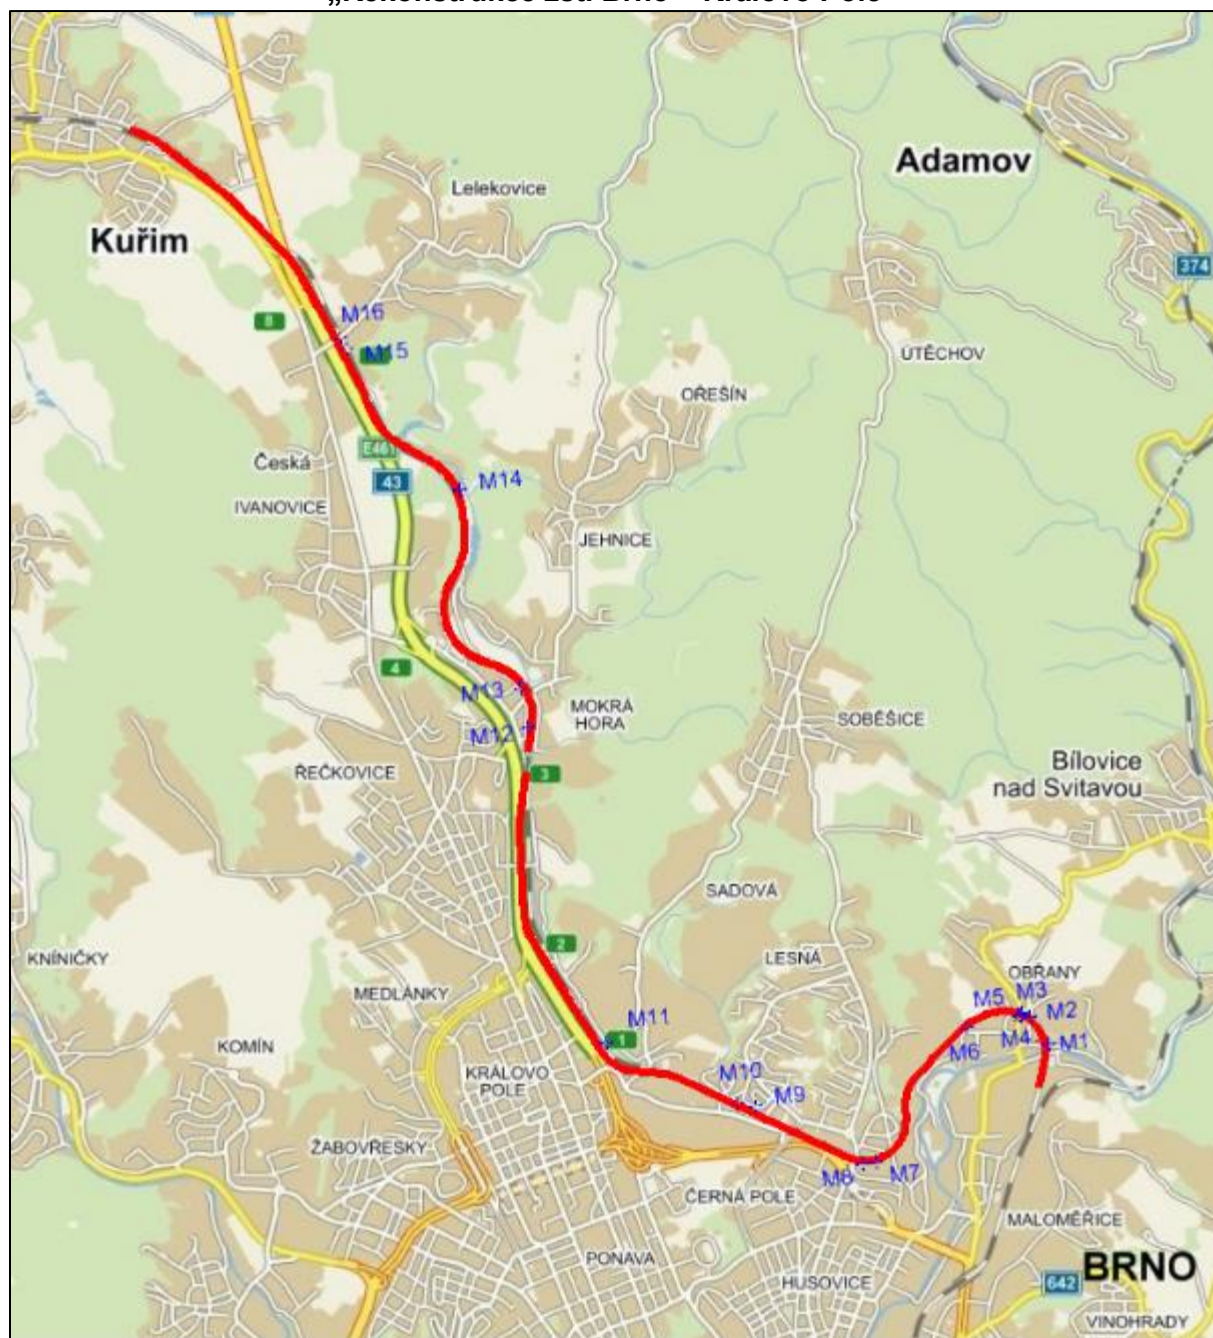 Adamov
Lelekovice
Kuřim
374
M16
8
M15
ÚTĚCHOV
OŘEŠÍN
E461
Česká
43
M14
IVANOVICE
JEHNICE
4
M13
MOKRÁ
HORA
SOBĚŠICE
M12
Bílovice
nad Svitavou
ŘEČKOVICE
3
SADOVÁ
2
LESNÁ
KNÍNIČKY
OBŘANY
MEDLÁNKY
M5
M3
M2
M11
M4
M1
1
M6
KOMÍN
KRÁLOVO
POLE
M10
M9
ŽABOVŘESKY
M8
M7
ČERNÁ POLE
MALOMĚŘICE
PONAVA
BRNO
HUSOVICE
642
VINOHRADY